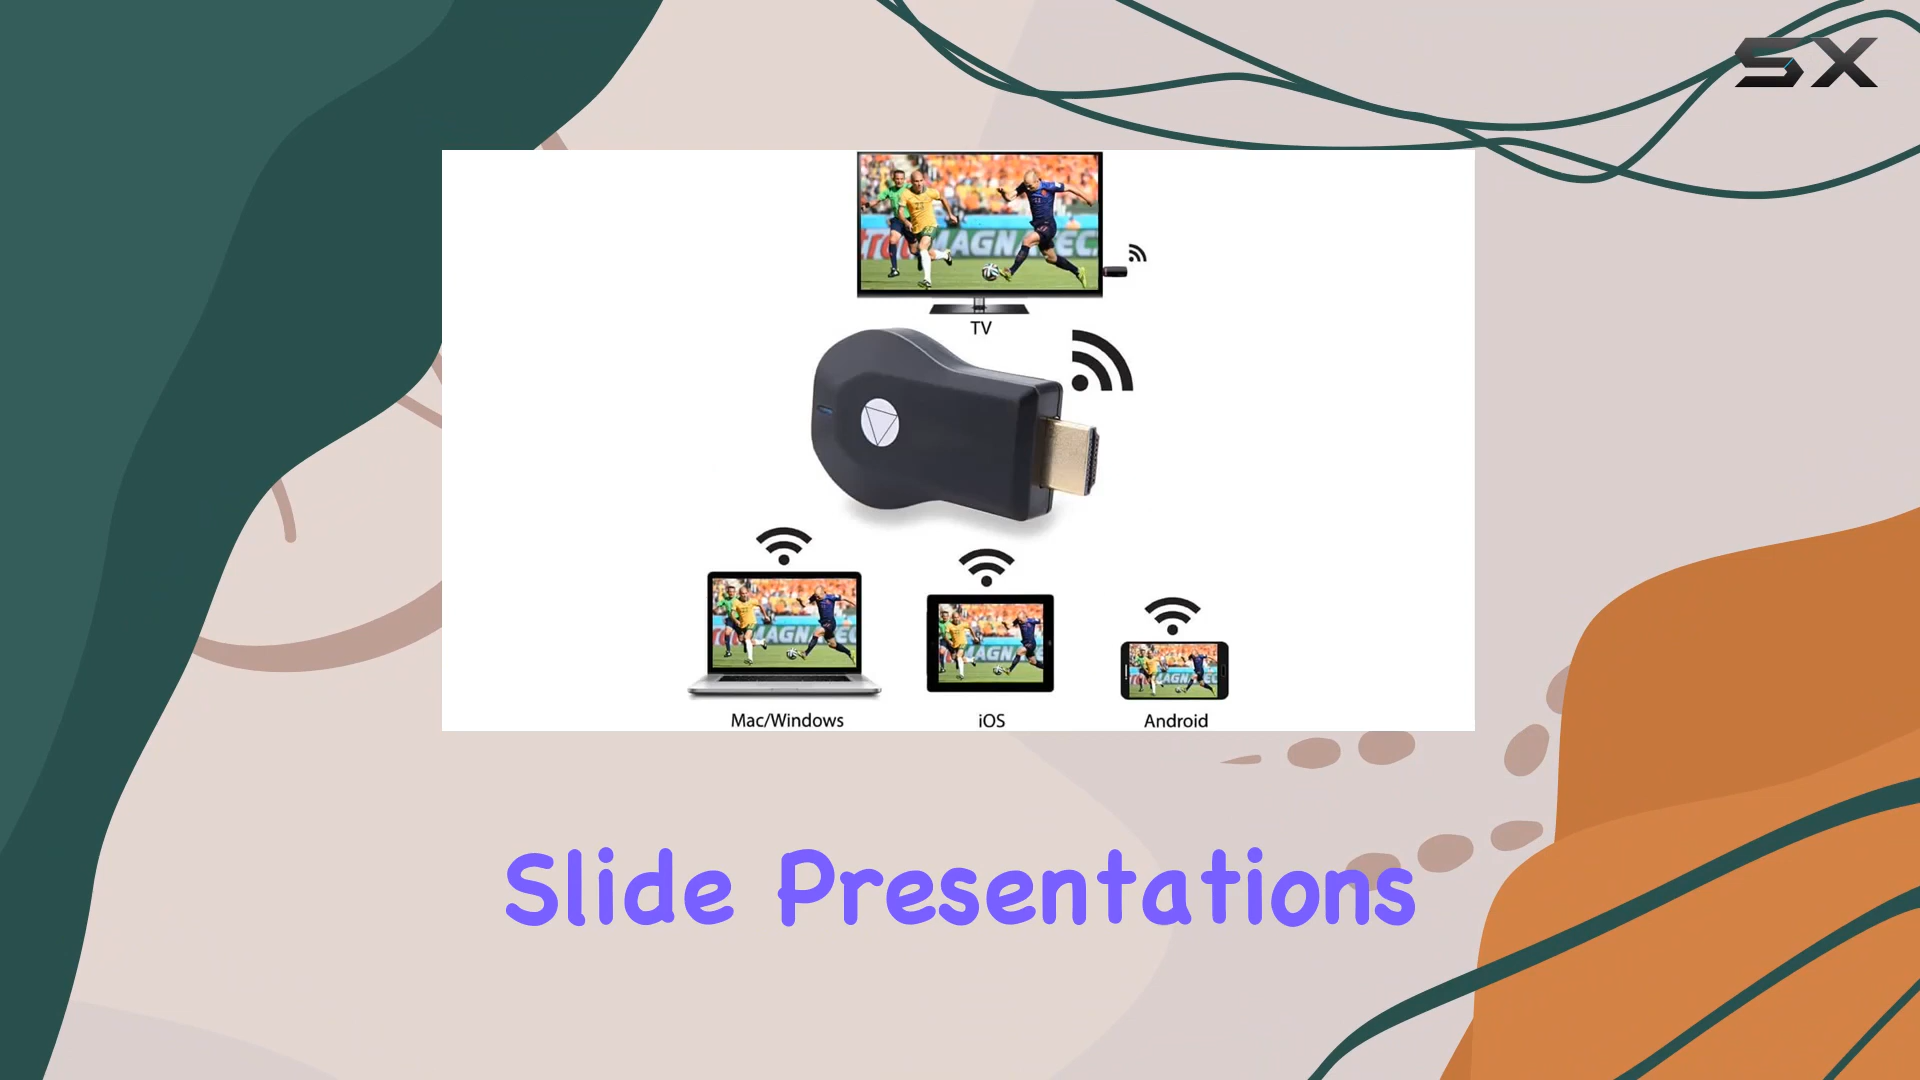 SX
TV
Mac/Windows
iOS
Android
Slide Presentations